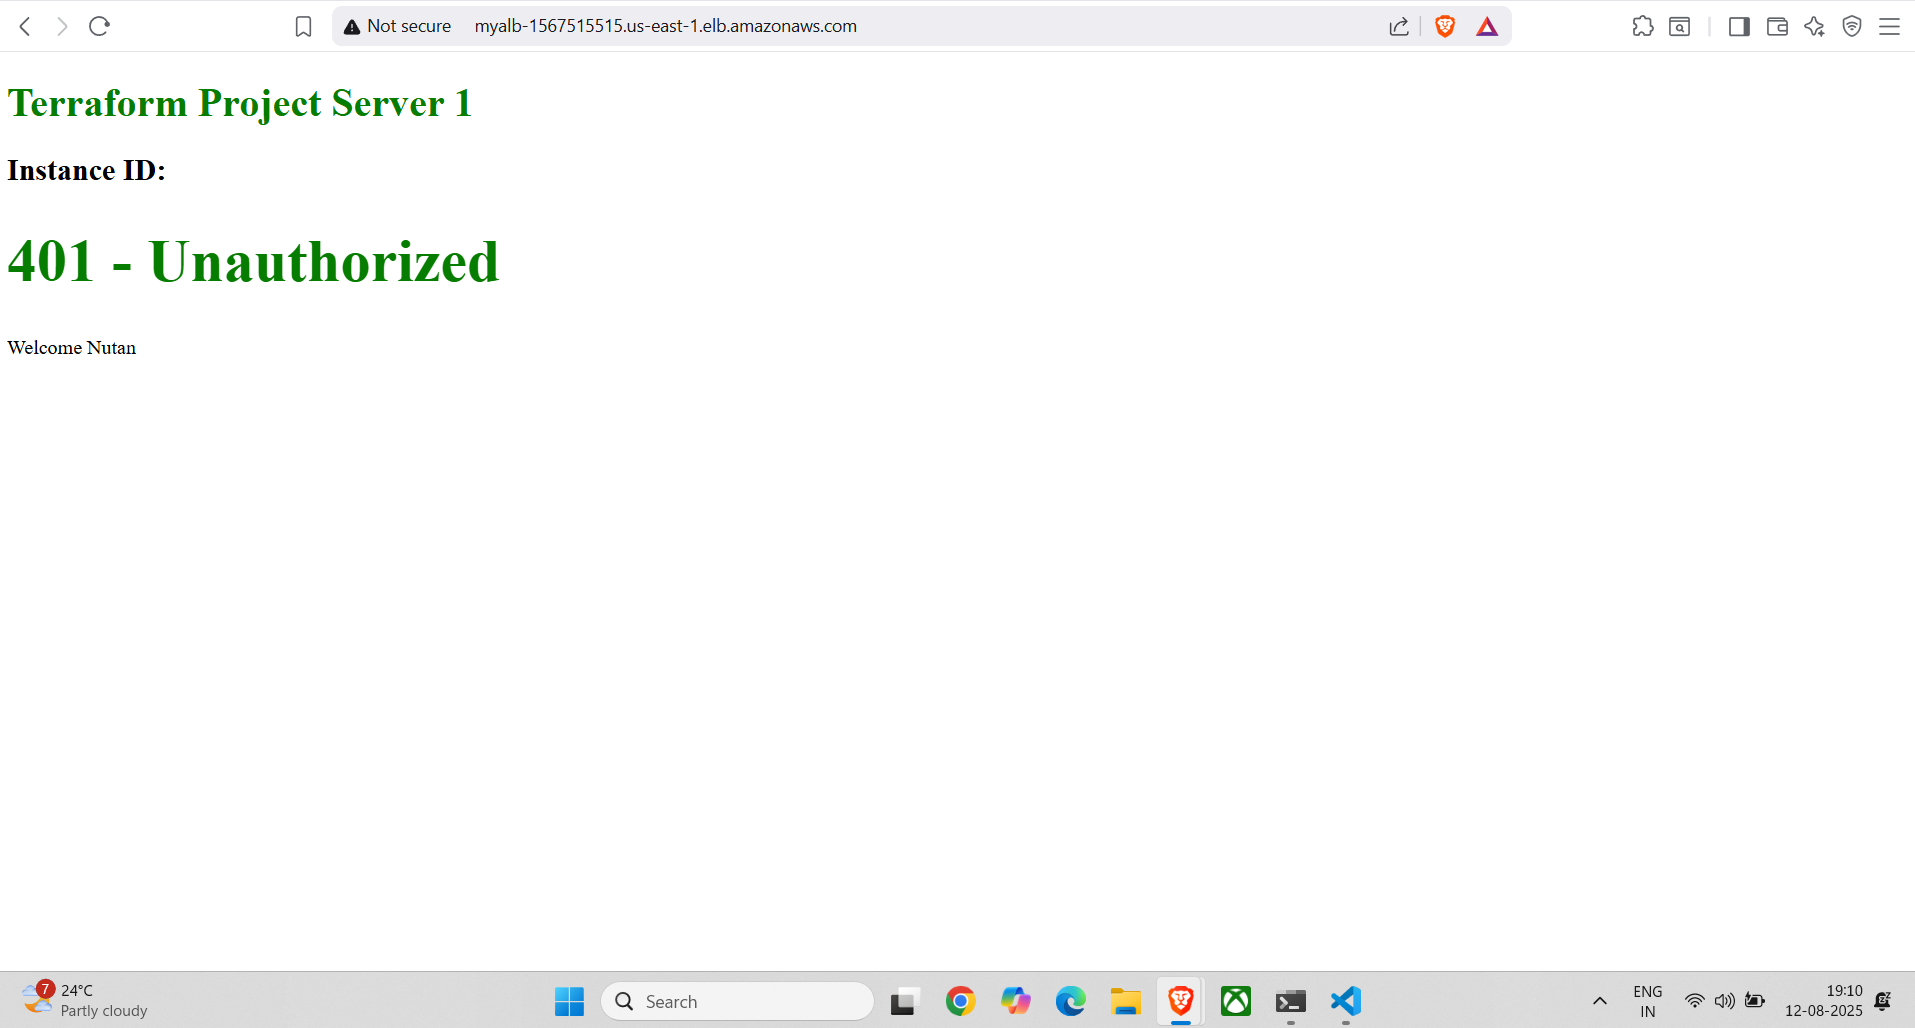 Not secure myalb-1567515515.us-east-1.elb.amazonaws.com
Terraform Project Server 1
Instance ID:
401 - Unauthorized
Welcome Nutan
7
24°C
Partly cloudy
Search
ENG
IN
19:10
12-08-2025